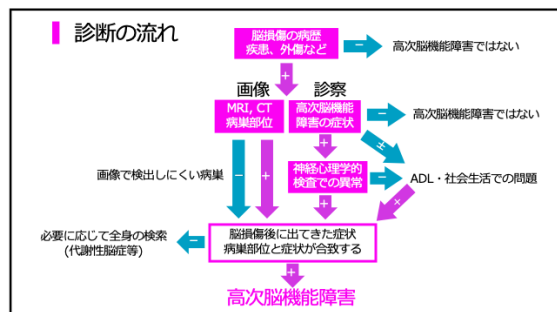 診断の流れ
脳損傷の病歴
疾患、外傷など
−
高次脳機能障害ではない
+
画像
診察
MRI, CT
病巣部位
高次脳機能
障害の症状
−
高次脳機能障害ではない
+
±
画像で検出しにくい病巣
−
+
神経心理学的
検査での異常
−
ADL・社会生活での問題
+
+
必要に応じて全身の検索
(代謝性脳症等)
−
脳損傷後に出てきた症状
病巣部位と症状が合致する
+
高次脳機能障害